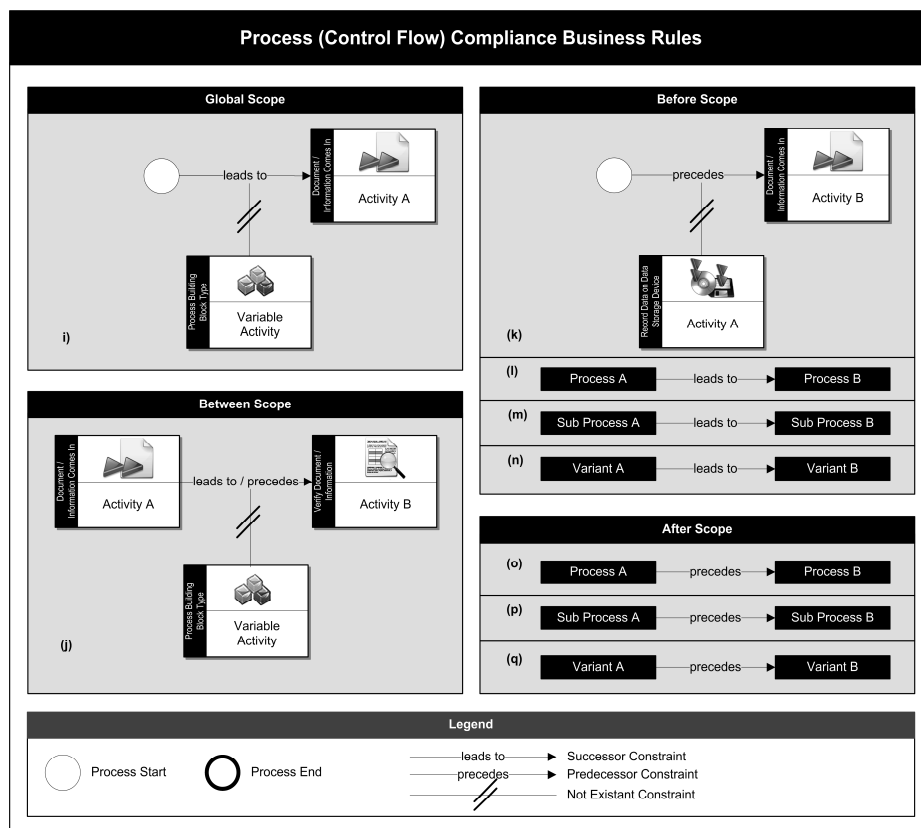 Process (Control Flow) Compliance Business Rules
Global Scope
Document /
Information Comes In
leads to
Activity A
Process Building
Block Type
Variable
Activity
i)
Between Scope
Document /
Information Comes In
Activity A
leads to / precedes
Verify Document /
Information
Activity B
Process Building
Block Type
Variable
Activity
(j)
Before Scope
Document /
Information Comes In
precedes
Activity B
Record Data on Data
Storage Device
Activity A
(k)
(l)
Process A leads to Process B
(m)
Sub Process A leads to Sub Process B
(n)
Variant A leads to Variant B
After Scope
(o)
Process A precedes Process B
(p)
Sub Process A precedes Sub Process B
(q)
Variant A precedes Variant B
Legend
Process Start
Process End
leads to Successor Constraint
precedes Predecessor Constraint
Not Existant Constraint